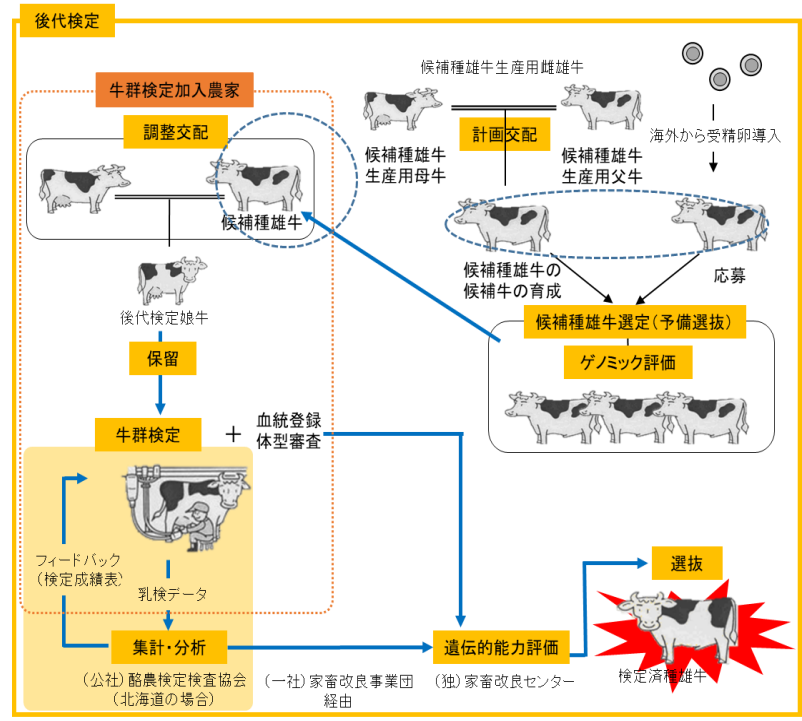 後代検定
牛群検定加入農家
調整交配
候補種雄牛
後代検定娘牛
保留
牛群検定
+
血統登録
体型審査
フィードバック
(検定成績表)
乳検データ
集計・分析
(公社)酪農検定検査協会
(北海道の場合)
(一社)家畜改良事業団
経由
候補種雄牛生産用雌雄牛
計画交配
候補種雄牛
生産用母牛
候補種雄牛
生産用父牛
海外から受精卵導入
候補種雄牛の
候補牛の育成
応募
候補種雄牛選定(予備選抜)
ゲノミック評価
遺伝的能力評価
(独)家畜改良センター
選抜
検定済種雄牛